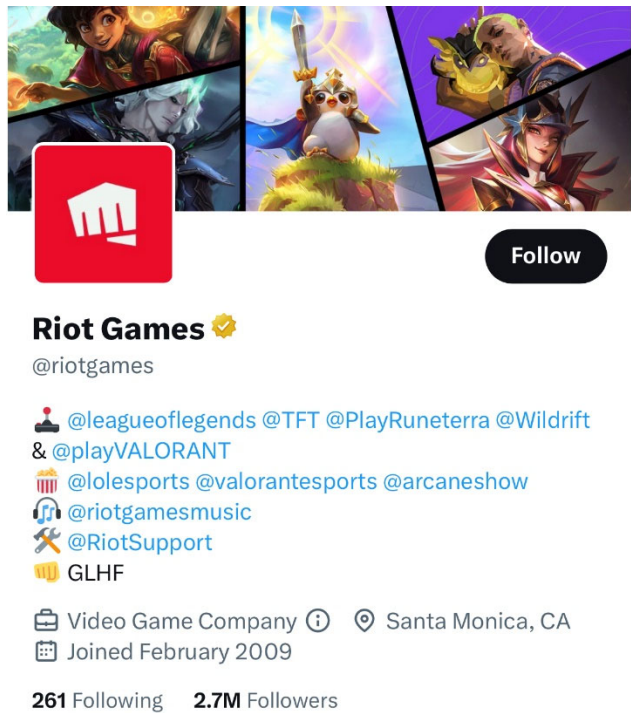 Follow
Riot Games
@riotgames
🕹️ @leagueoflegends @TFT @PlayRuneterra @Wildrift
& @playVALORANT
🍿 @lolesports @valorantesports @arcaneshow
🎧 @riotgamesmusic
🛠️ @RiotSupport
👊 GLHF
Video Game Company Santa Monica, CA
Joined February 2009
261 Following 2.7M Followers